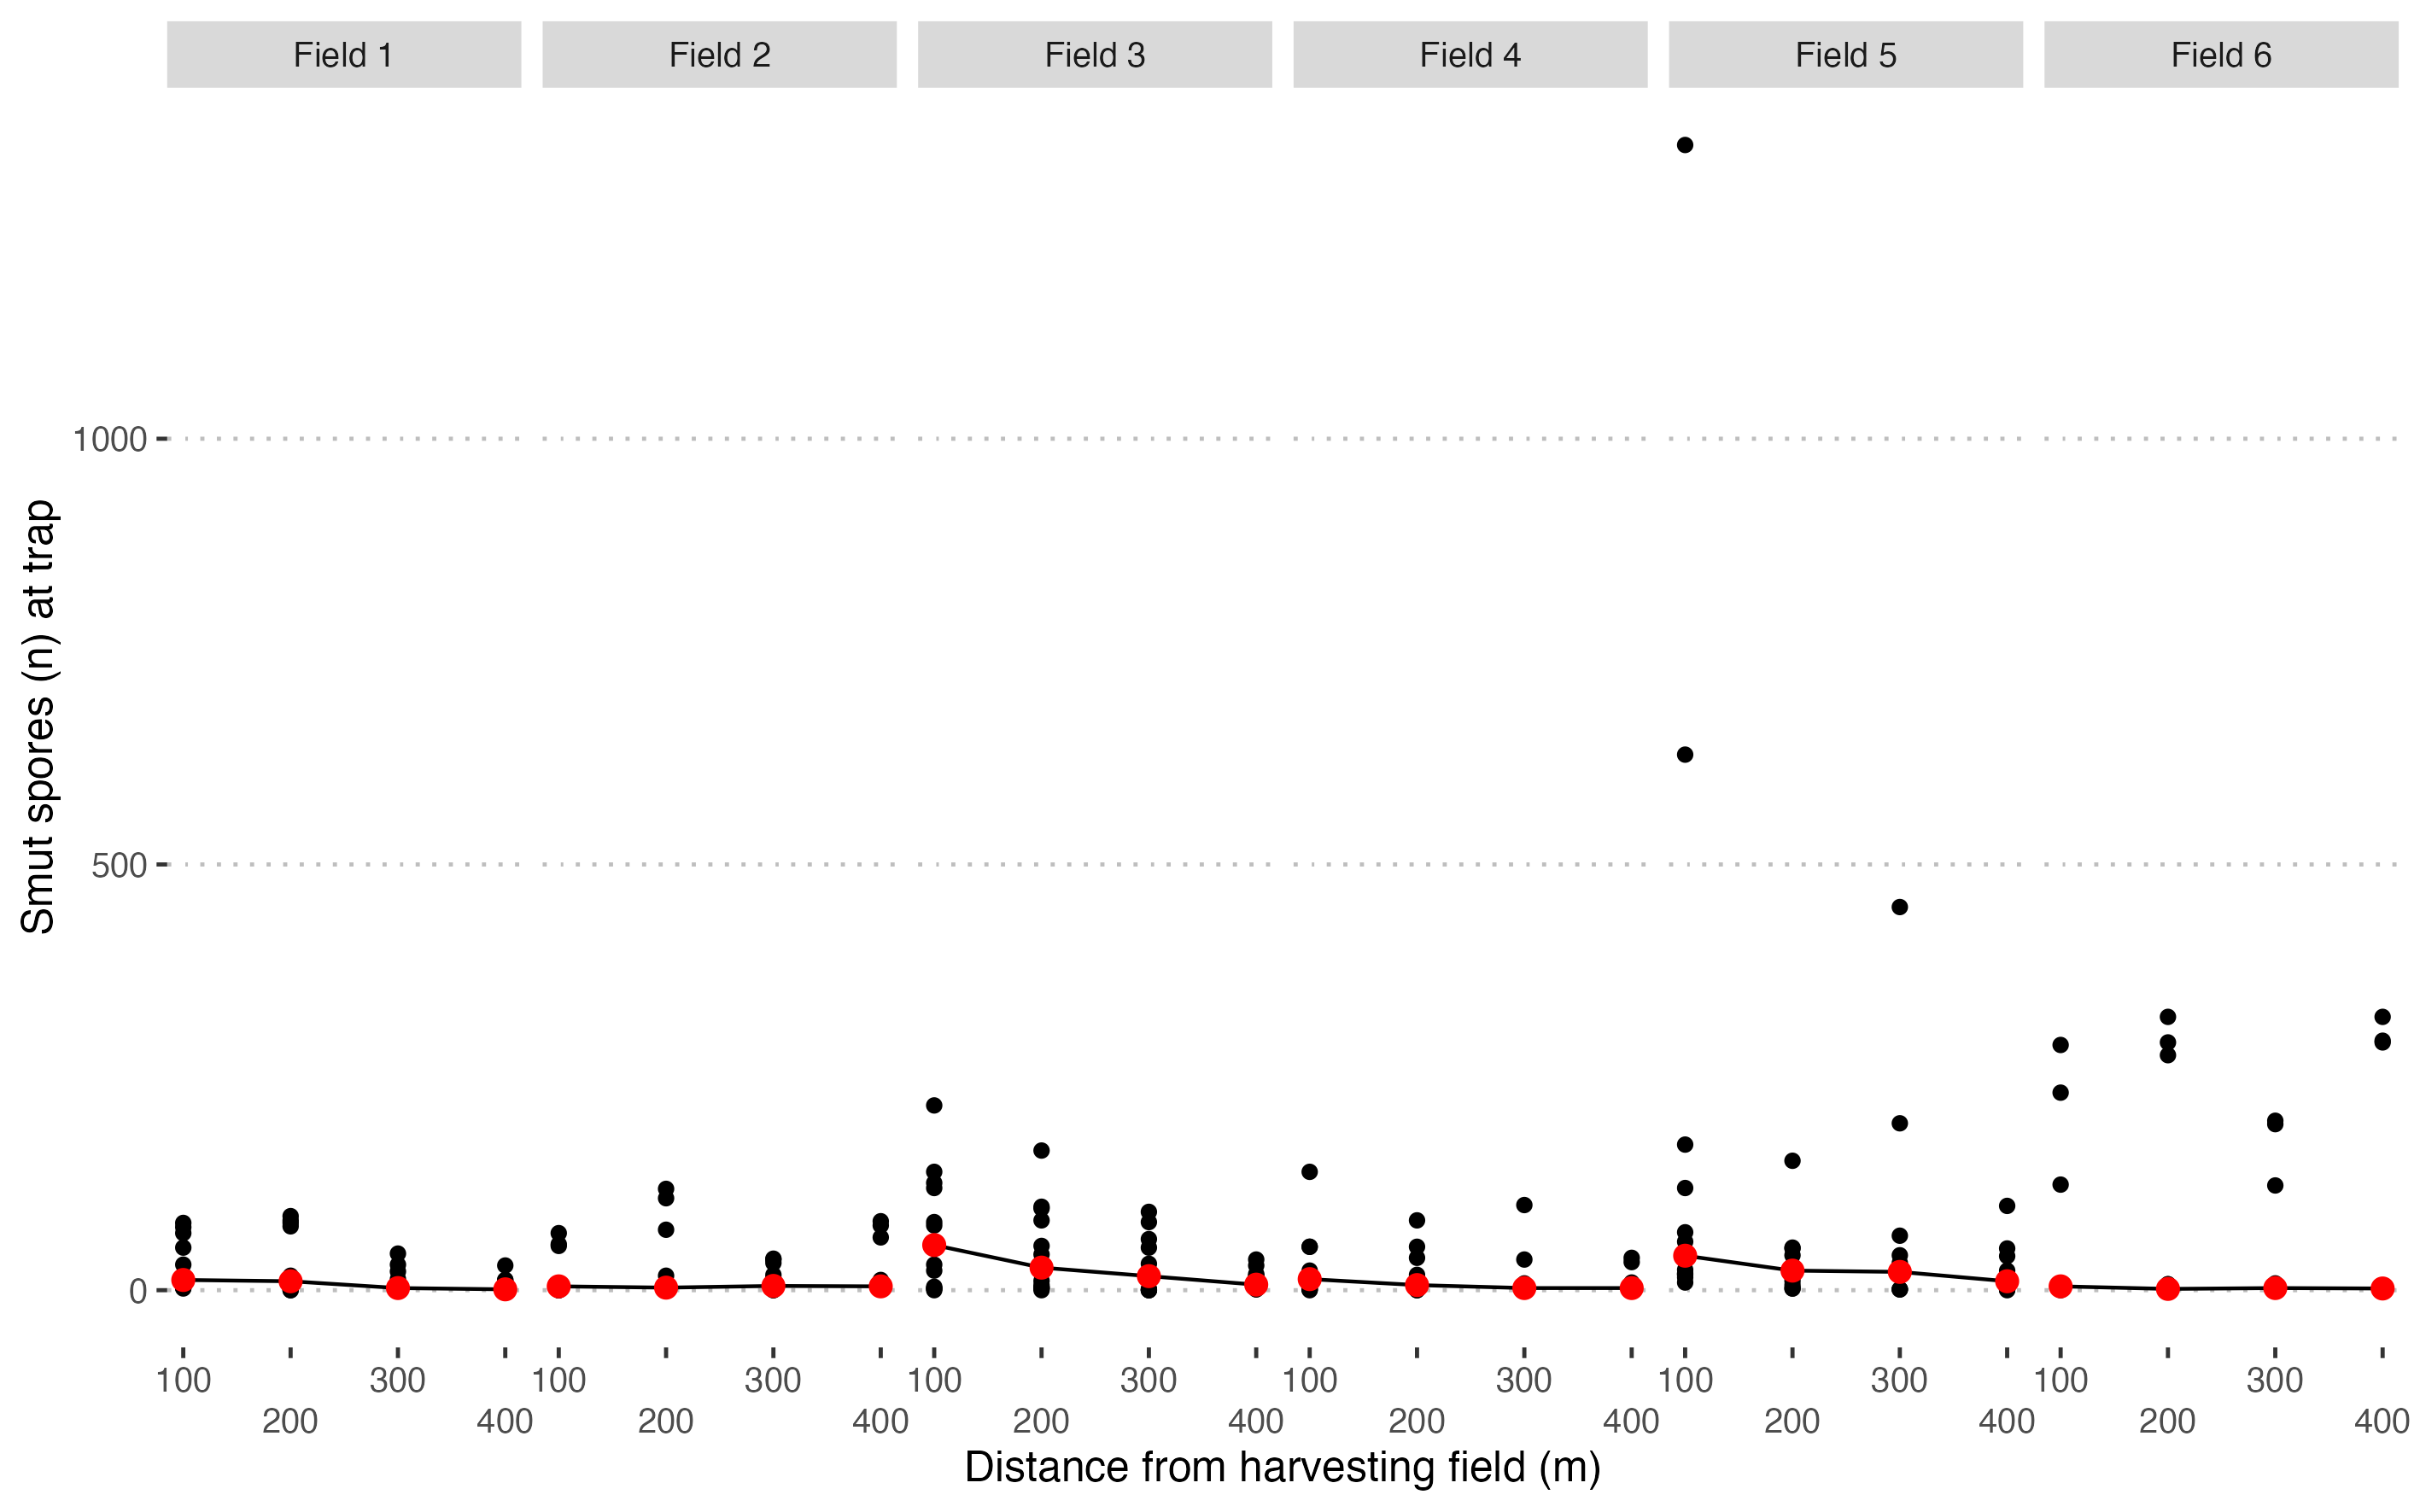 Field 1 Field 2 Field 3 Field 4 Field 5 Field 6
Smut spores (n) at trap
1000
500
0
100 300 100 300 100 300 100 300 100 300 100 300
200 400 200 400 200 400 200 400 200 400 200 400
Distance from harvesting field (m)